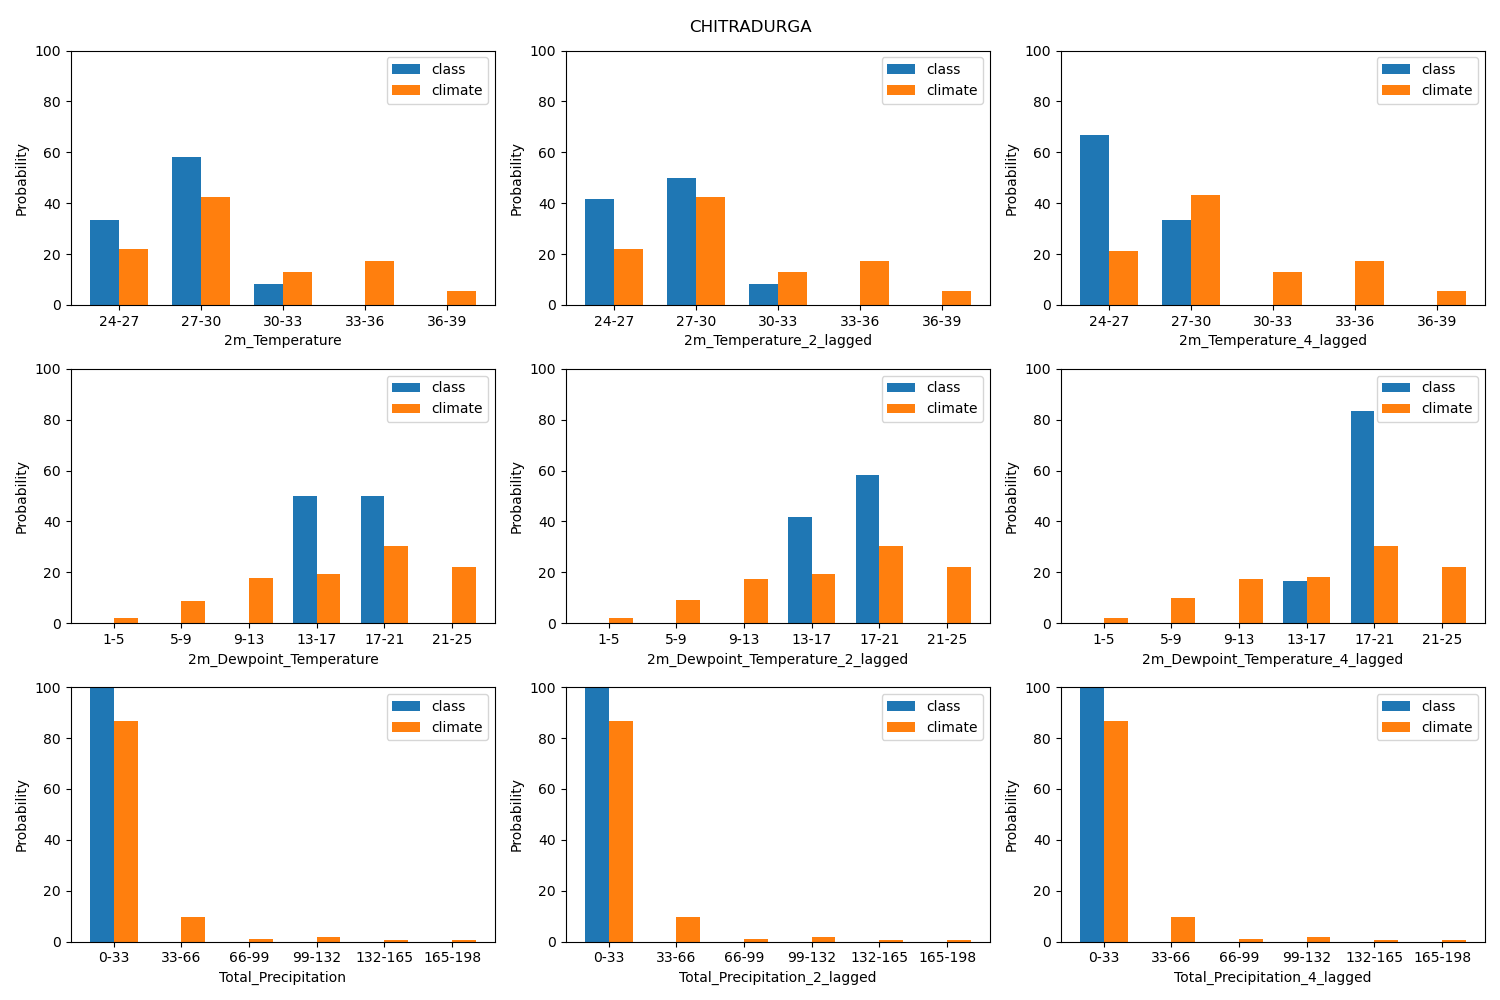 CHITRADURGA
100
80
60
40
20
0
Probability
class
climate
24-27 27-30 30-33 33-36 36-39
2m_Temperature
100
80
60
40
20
0
Probability
class
climate
24-27 27-30 30-33 33-36 36-39
2m_Temperature_2_lagged
100
80
60
40
20
0
Probability
class
climate
24-27 27-30 30-33 33-36 36-39
2m_Temperature_4_lagged
100
80
60
40
20
0
Probability
class
climate
1-5 5-9 9-13 13-17 17-21 21-25
2m_Dewpoint_Temperature
100
80
60
40
20
0
Probability
class
climate
1-5 5-9 9-13 13-17 17-21 21-25
2m_Dewpoint_Temperature_2_lagged
100
80
60
40
20
0
Probability
class
climate
1-5 5-9 9-13 13-17 17-21 21-25
2m_Dewpoint_Temperature_4_lagged
100
80
60
40
20
0
Probability
class
climate
0-33 33-66 66-99 99-132 132-165 165-198
Total_Precipitation
100
80
60
40
20
0
Probability
class
climate
0-33 33-66 66-99 99-132 132-165 165-198
Total_Precipitation_2_lagged
100
80
60
40
20
0
Probability
class
climate
0-33 33-66 66-99 99-132 132-165 165-198
Total_Precipitation_4_lagged